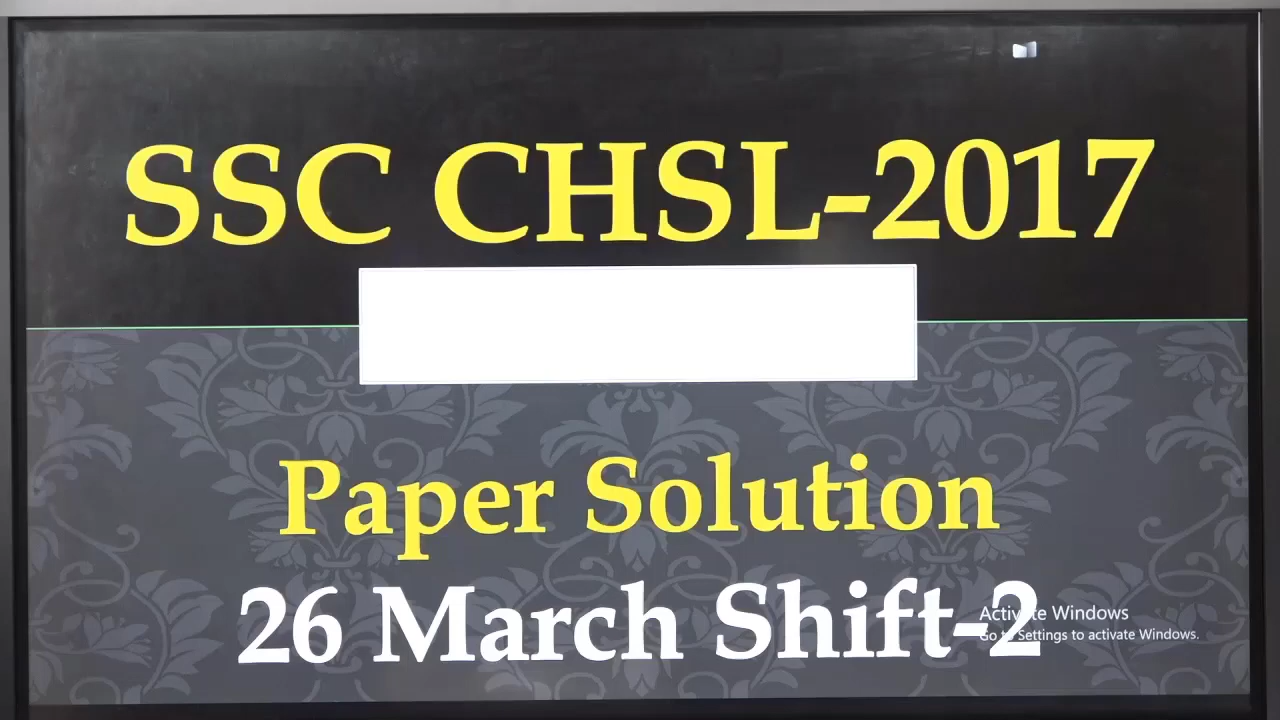 SSC CHSL-2017
Paper Solution
26 March Shift-2
Activate Windows
Go to Settings to activate Windows.